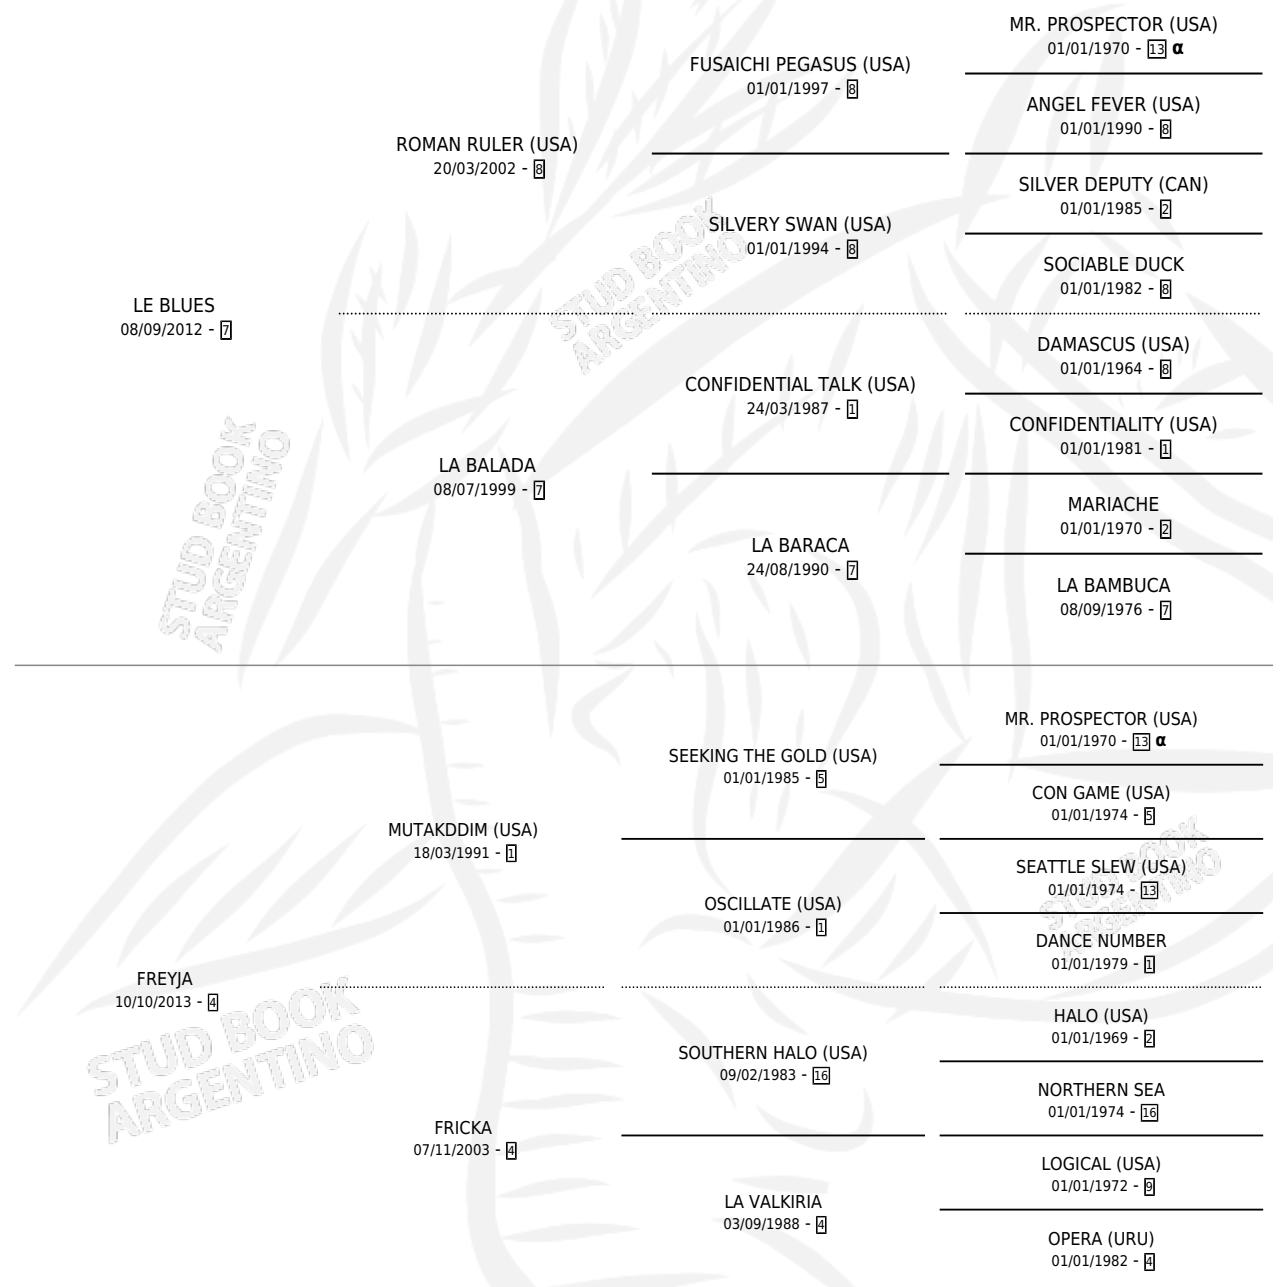 MR. PROSPECTOR (USA)
01/01/1970 - 13 α
FUSAICHI PEGASUS (USA)
01/01/1997 - 8
ANGEL FEVER (USA)
01/01/1990 - 8
ROMAN RULER (USA)
20/03/2002 - 8
SILVER DEPUTY (CAN)
01/01/1985 - 2
SILVERY SWAN (USA)
01/01/1994 - 8
SOCIABLE DUCK
01/01/1982 - 8
STUD BOOK
ARGENTINO
LE BLUES
08/09/2012 - 7
DAMASCUS (USA)
01/01/1964 - 8
CONFIDENTIAL TALK (USA)
24/03/1987 - 1
CONFIDENTIALITY (USA)
01/01/1981 - 1
LA BALADA
08/07/1999 - 7
MARIACHE
01/01/1970 - 2
LA BARACA
24/08/1990 - 7
LA BAMBUCA
08/09/1976 - 7
STUD BOOK
ARGENTINO
MR. PROSPECTOR (USA)
01/01/1970 - 13 α
SEEKING THE GOLD (USA)
01/01/1985 - 5
CON GAME (USA)
01/01/1974 - 5
MUTAKDDIM (USA)
18/03/1991 - 1
SEATTLE SLEW (USA)
01/01/1974 - 13
OSCILLATE (USA)
01/01/1986 - 1
DANCE NUMBER
01/01/1979 - 1
STUD BOOK
ARGENTINO
FREYJA
10/10/2013 - 4
HALO (USA)
01/01/1969 - 2
SOUTHERN HALO (USA)
09/02/1983 - 16
NORTHERN SEA
01/01/1974 - 16
STUD BOOK
ARGENTINO
FRICKA
07/11/2003 - 4
LOGICAL (USA)
01/01/1972 - 9
LA VALKIRIA
03/09/1988 - 4
OPERA (URU)
01/01/1982 - 4